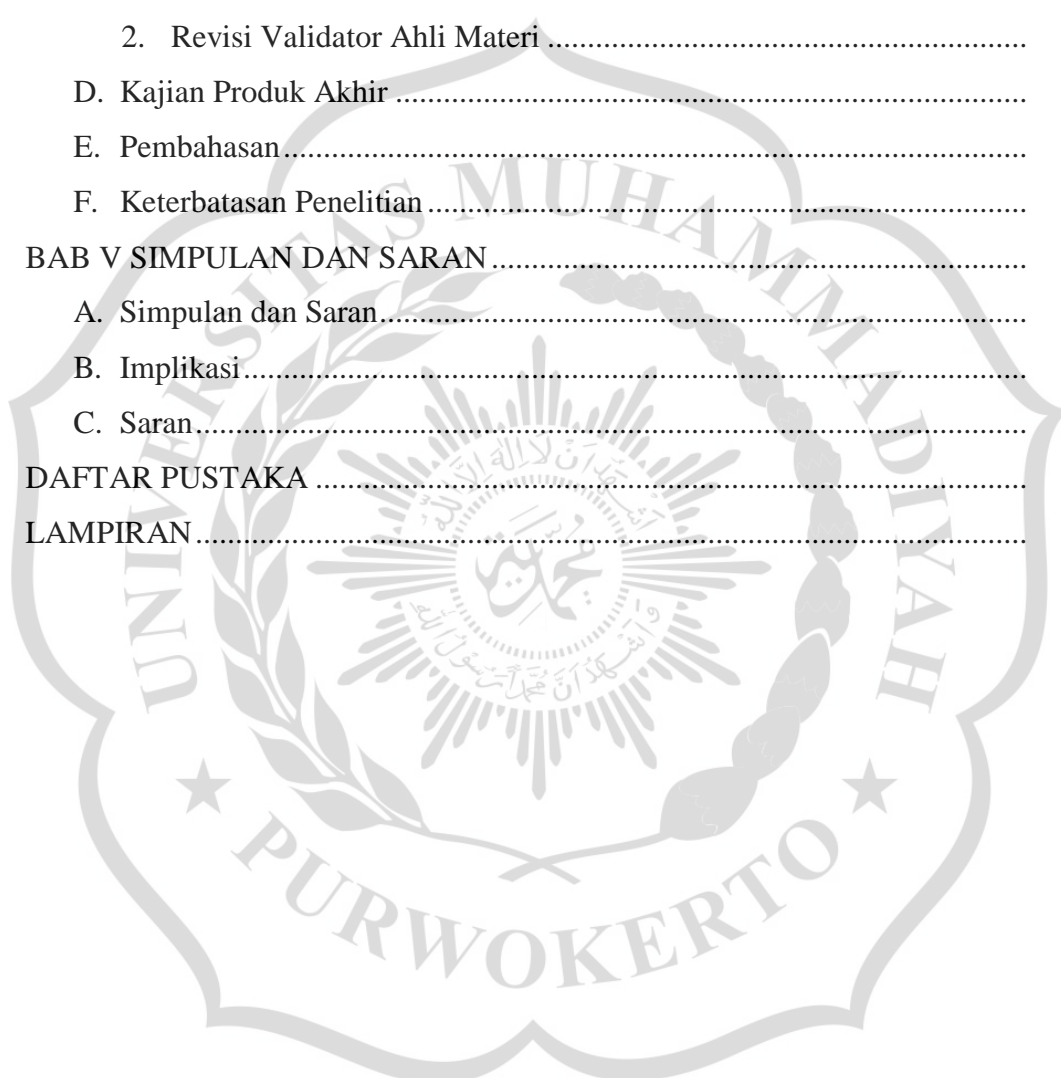 2. Revisi Validator Ahli Materi ............................................................
D. Kajian Produk Akhir ...............................................................................
E. Pembahasan.............................................................................................
F. Keterbatasan Penelitian ...........................................................................
BAB V SIMPULAN DAN SARAN ...................................................................
A. Simpulan dan Saran.................................................................................
B. Implikasi..................................................................................................
C. Saran........................................................................................................
DAFTAR PUSTAKA .........................................................................................
LAMPIRAN........................................................................................................
UNIVERSITAS MUHAMMADIYAH
PURWOKERTO